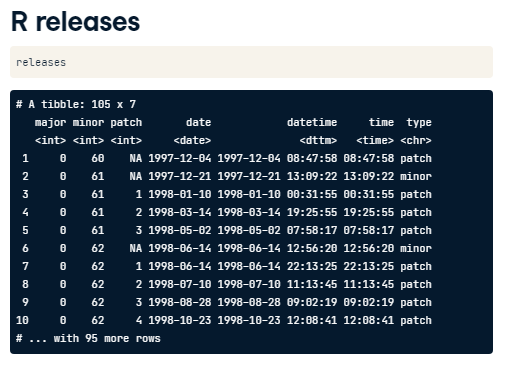 R releases
releases
# A tibble: 105 x 7
major minor patch date datetime time type
<int> <int> <int> <date> <dttm> <time> <chr>
1 0 60 NA 1997-12-04 1997-12-04 08:47:58 08:47:58 patch
2 0 61 NA 1997-12-21 1997-12-21 13:09:22 13:09:22 minor
3 0 61 1 1998-01-10 1998-01-10 00:31:55 00:31:55 patch
4 0 61 2 1998-03-14 1998-03-14 19:25:55 19:25:55 patch
5 0 61 3 1998-05-02 1998-05-02 07:58:17 07:58:17 patch
6 0 62 NA 1998-06-14 1998-06-14 12:56:20 12:56:20 minor
7 0 62 1 1998-06-14 1998-06-14 22:13:25 22:13:25 patch
8 0 62 2 1998-07-10 1998-07-10 11:13:45 11:13:45 patch
9 0 62 3 1998-08-28 1998-08-28 09:02:19 09:02:19 patch
10 0 62 4 1998-10-23 1998-10-23 12:08:41 12:08:41 patch
# ... with 95 more rows